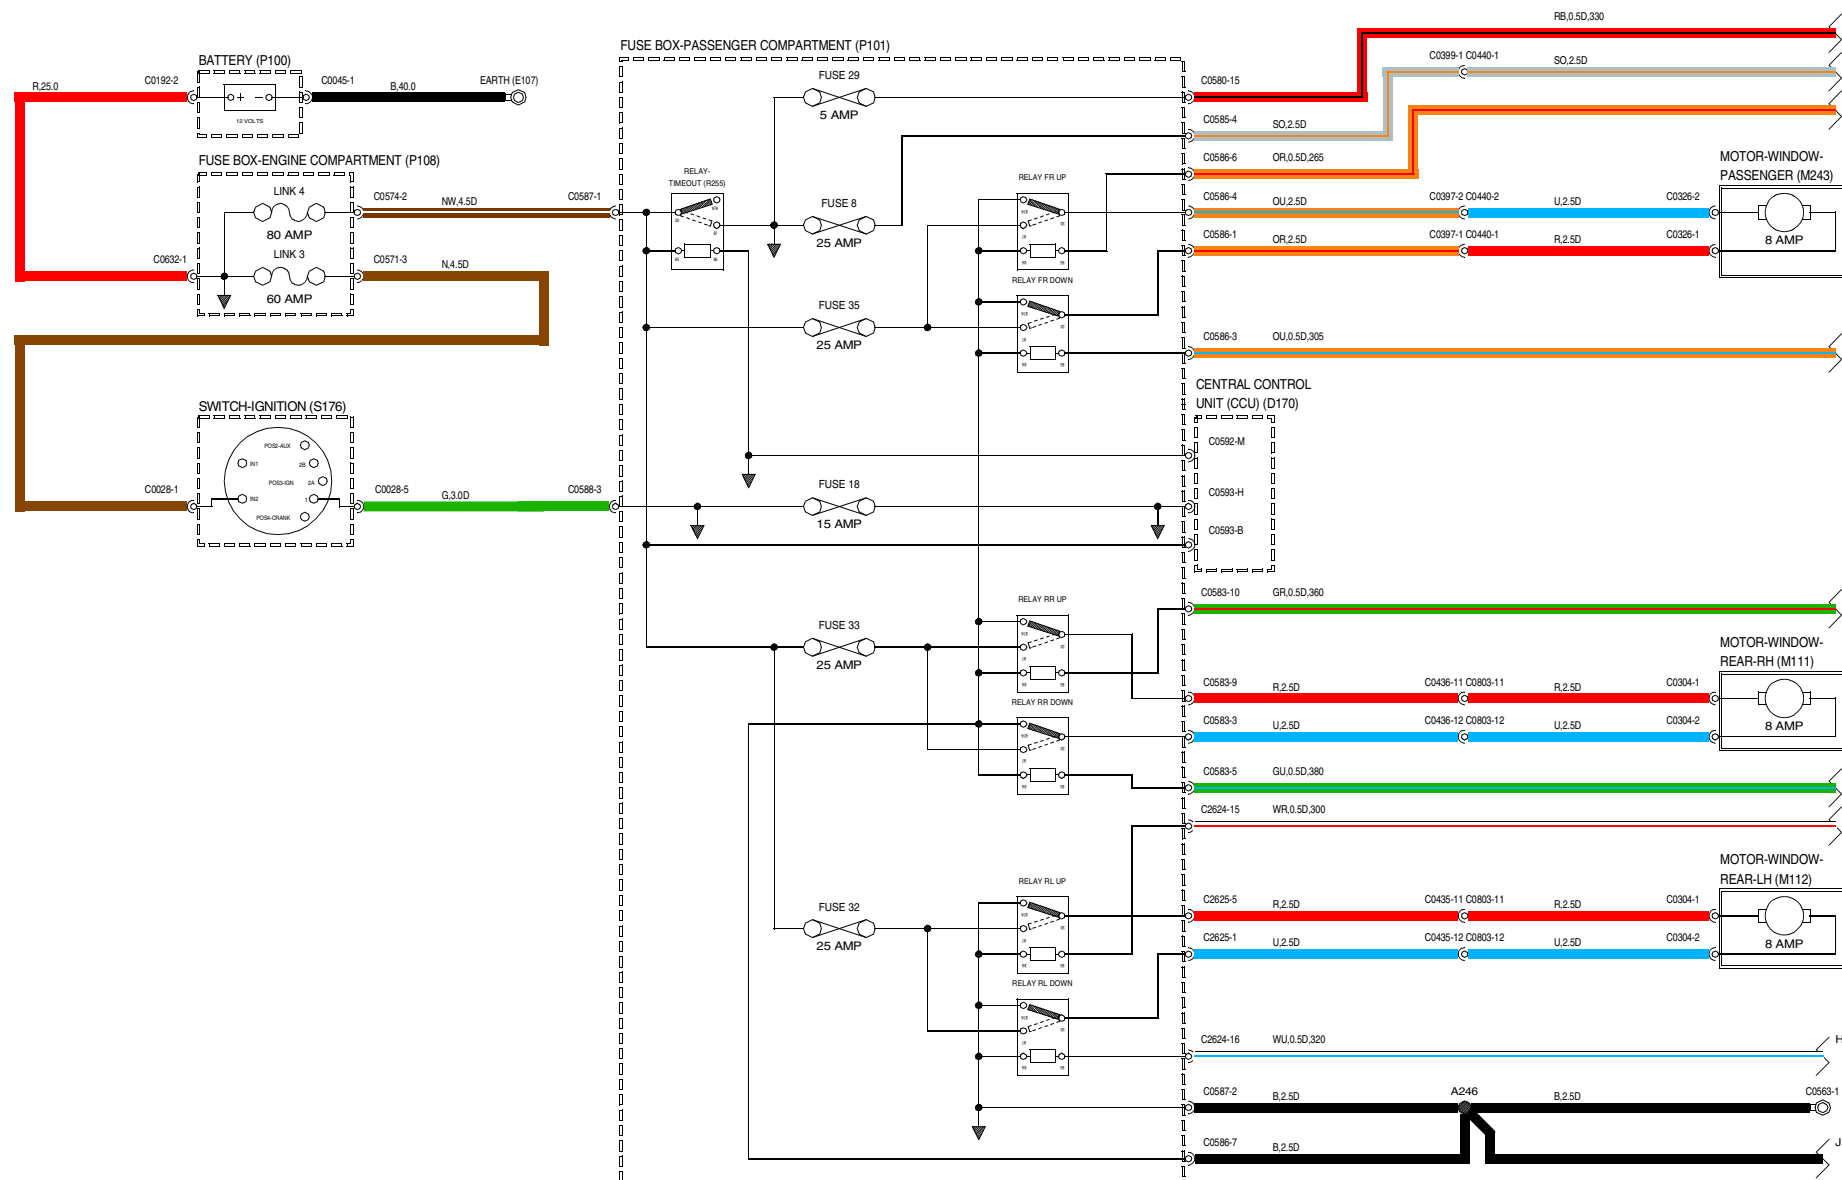 RB,0.5D,330
FUSE BOX-PASSENGER COMPARTMENT (P101)
BATTERY (P100)
C0399-1 C0440-1
SO,2.5D
R,25.0
C0192-2
C0045-1
B,40.0
EARTH (E107)
FUSE 29
5 AMP
C0580-15
+ -
12 VOLTS
C0585-4
SO,2.5D
FUSE BOX-ENGINE COMPARTMENT (P108)
C0586-6
OR,0.5D,265
MOTOR-WINDOW-
PASSENGER (M243)
RELAY-
TIMEOUT (R255)
RELAY FR UP
LINK 4
80 AMP
C0574-2
NW,4.5D
C0587-1
FUSE 8
25 AMP
C0586-4
OU,2.5D
C0397-2 C0440-2
U,2.5D
C0326-2
8 AMP
C0586-1
OR,2.5D
C0397-1 C0440-1
R,2.5D
C0326-1
C0632-1
LINK 3
60 AMP
C0571-3
N,4.5D
RELAY FR DOWN
FUSE 35
25 AMP
C0586-3
OU,0.5D,305
CENTRAL CONTROL
UNIT (CCU) (D170)
SWITCH-IGNITION (S176)
POS2-AUX
IN1
2B
POS3-IGN
2A
IN2
1
POS4-CRANK
C0592-M
C0028-1
C0028-5
G,3.0D
C0588-3
FUSE 18
15 AMP
C0593-H
C0593-B
RELAY RR UP
C0583-10
GR,0.5D,360
FUSE 33
25 AMP
MOTOR-WINDOW-
REAR-RH (M111)
C0583-9
R,2.5D
C0436-11 C0803-11
R,2.5D
C0304-1
8 AMP
RELAY RR DOWN
C0583-3
U,2.5D
C0436-12 C0803-12
U,2.5D
C0304-2
C0583-5
GU,0.5D,380
C2624-15
WR,0.5D,300
MOTOR-WINDOW-
REAR-LH (M112)
RELAY RL UP
FUSE 32
25 AMP
C2625-5
R,2.5D
C0435-11 C0803-11
R,2.5D
C0304-1
8 AMP
C2625-1
U,2.5D
C0435-12 C0803-12
U,2.5D
C0304-2
RELAY RL DOWN
C2624-16
WU,0.5D,320
H
C0587-2
B,2.5D
A246
B,2.5D
C0563-1
C0586-7
B,2.5D
J